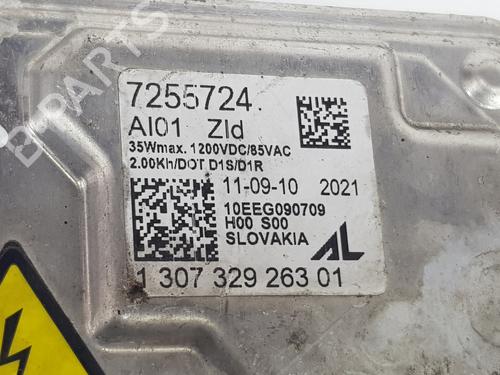 B-PARTS
7255724.
AI01 Zld
35Wmax. 1200VDC/85VAC
2.00Kh/DOT D1S/D1R
11-09-10 2021
10EEG090709
H00 S00
SLOVAKIA AL
1 307 329 263 01